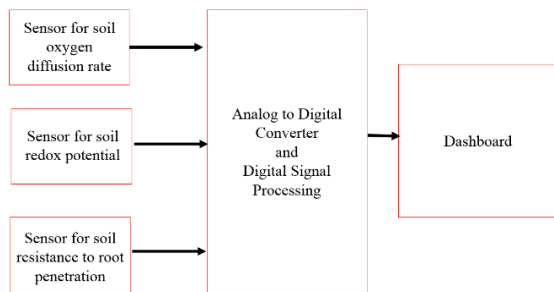 Sensor for soil
oxygen
diffusion rate
Sensor for soil
redox potential
Sensor for soil
resistance to root
penetration
Analog to Digital
Converter
and
Digital Signal
Processing
Dashboard